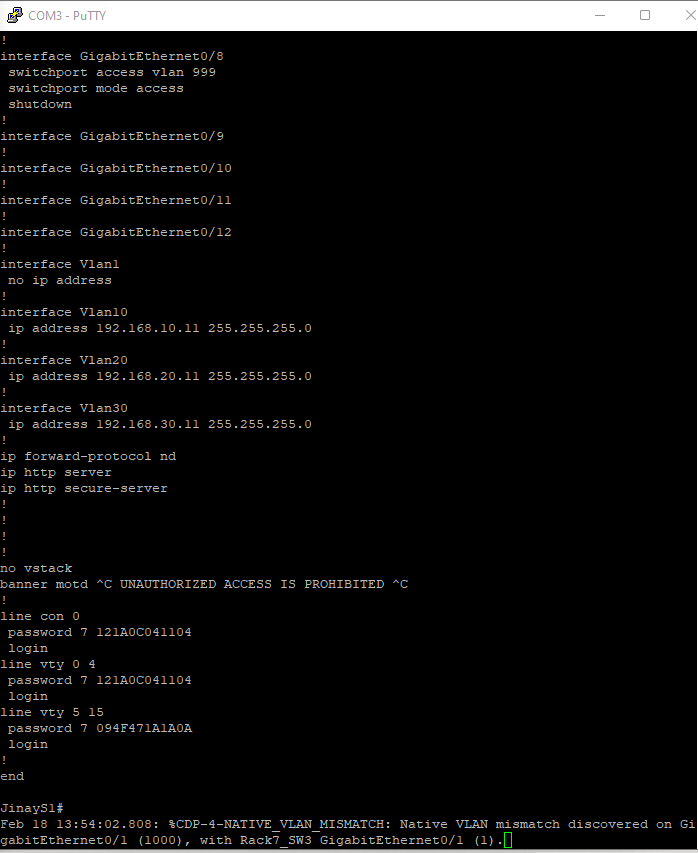 COM3 - PuTTY
!
interface GigabitEthernet0/8
 switchport access vlan 999
 switchport mode access
 shutdown
!
interface GigabitEthernet0/9
!
interface GigabitEthernet0/10
!
interface GigabitEthernet0/11
!
interface GigabitEthernet0/12
!
interface Vlan1
 no ip address
!
interface Vlan10
 ip address 192.168.10.11 255.255.255.0
!
interface Vlan20
 ip address 192.168.20.11 255.255.255.0
!
interface Vlan30
 ip address 192.168.30.11 255.255.255.0
!
ip forward-protocol nd
ip http server
ip http secure-server
!
!
!
!
no vstack
banner motd ^C UNAUTHORIZED ACCESS IS PROHIBITED ^C
!
line con 0
 password 7 121A0C041104
 login
line vty 0 4
 password 7 121A0C041104
 login
line vty 5 15
 password 7 094F471A1A0A
 login
!
end

JinayS1#
Feb 18 13:54:02.808: %CDP-4-NATIVE_VLAN_MISMATCH: Native VLAN mismatch discovered on Gi
gabitEthernet0/1 (1000), with Rack7_SW3 GigabitEthernet0/1 (1).